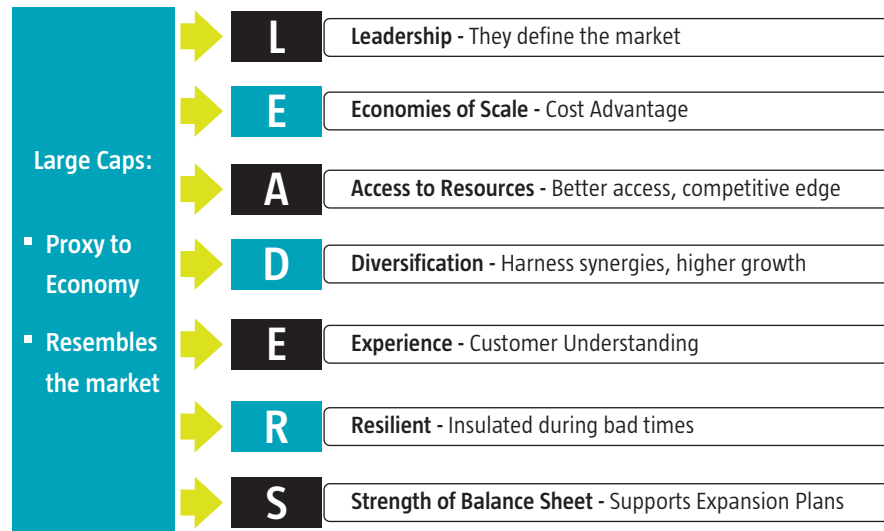 Large Caps:
▪ Proxy to
Economy
▪ Resembles
the market
L
Leadership - They define the market
E
Economies of Scale - Cost Advantage
A
Access to Resources - Better access, competitive edge
D
Diversification - Harness synergies, higher growth
E
Experience - Customer Understanding
R
Resilient - Insulated during bad times
S
Strength of Balance Sheet - Supports Expansion Plans